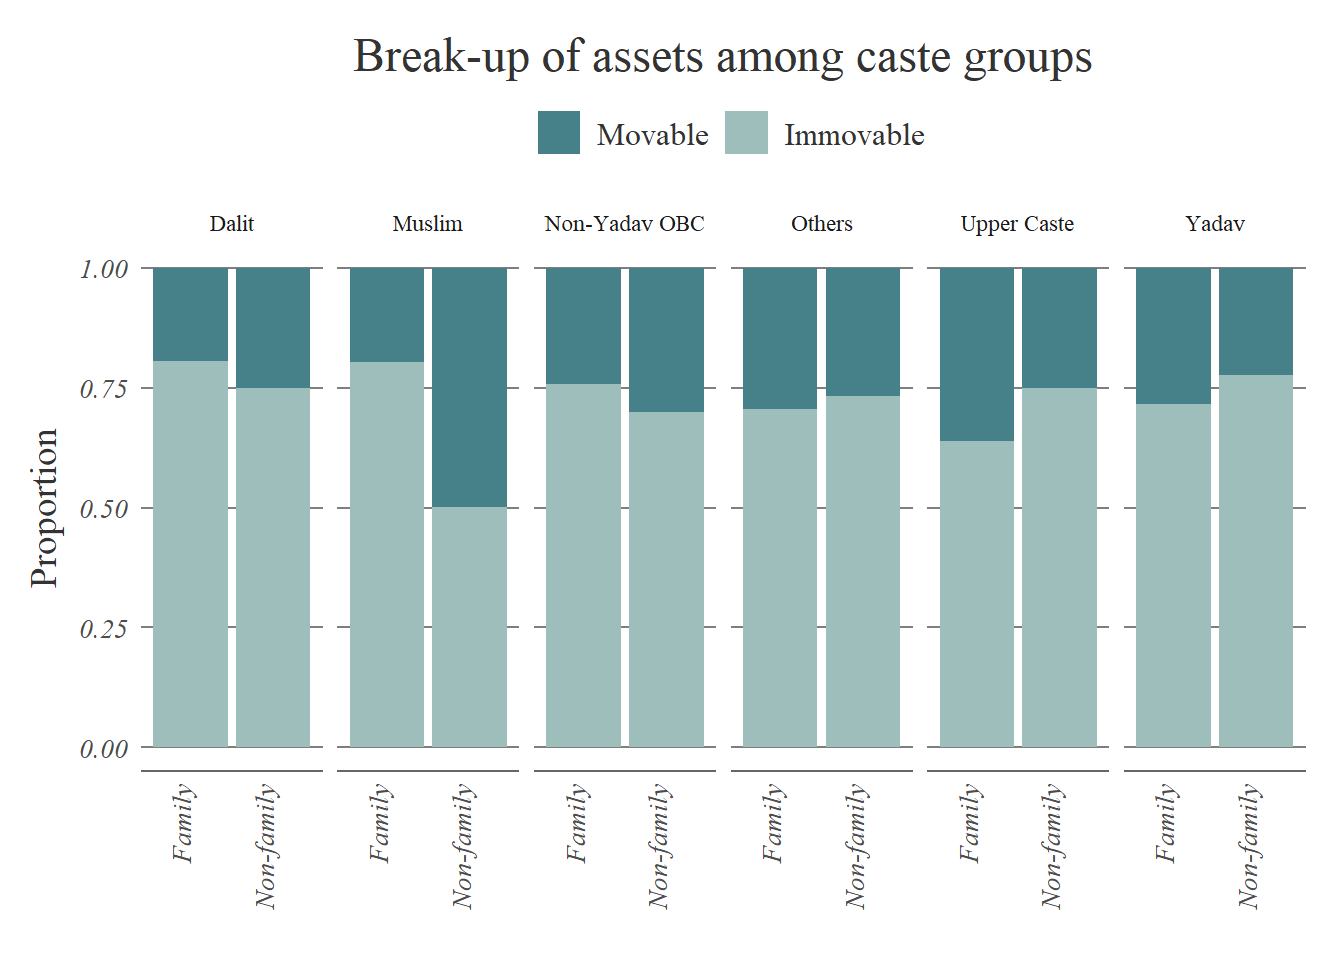 Break-up of assets among caste groups
Movable Immovable
Dalit Muslim Non-Yadav OBC Others Upper Caste Yadav
1.00
0.75
0.50
0.25
0.00
Proportion
Family Non-family Family Non-family Family Non-family Family Non-family Family Non-family Family Non-family